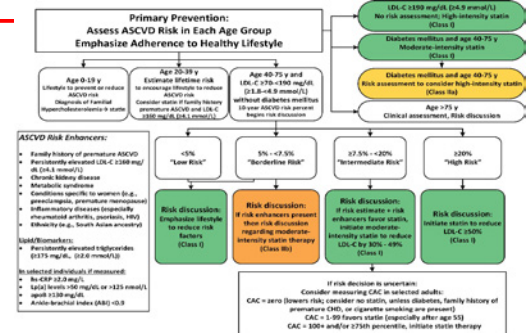 Primary Prevention:
Assess ASCVD Risk in Each Age Group
Emphasize Adherence to Healthy Lifestyle
LDL-C ≥190 mg/dL (≥4.9 mmol/L)
No risk assessment; High-intensity statin
(Class I)
Diabetes mellitus and age 40-75 y
Moderate-intensity statin
(Class I)
Diabetes mellitus and age 40-75 y
Risk assessment to consider high-intensity statin
(Class IIa)
Age >75 y
Clinical assessment, Risk discussion
Age 0-19 y
Lifestyle to prevent or reduce
ASCVD risk
Diagnosis of Familial
Hypercholesterolemia → statin
Age 20-39 y
Estimate lifetime risk
to encourage lifestyle to reduce
ASCVD risk
Consider statin if family history
premature ASCVD and LDL-C
≥160 mg/dL (≥4.1 mmol/L)
Age 40-75 y and
LDL-C ≥70-<190 mg/dL
(≥1.8-<4.9 mmol/L)
without diabetes mellitus
10-year ASCVD risk percent
begins risk discussion
<5%
"Low Risk"
5% - <7.5%
"Borderline Risk"
≥7.5% - <20%
"Intermediate Risk"
≥20%
"High Risk"
Risk discussion:
Emphasize lifestyle
to reduce risk
factors
(Class I)
Risk discussion:
If risk enhancers present
then risk discussion
regarding moderate-
intensity statin therapy
(Class IIb)
Risk discussion:
If risk estimate + risk
enhancers favor statin,
initiate moderate-
intensity statin to reduce
LDL-C by 30% - 49%
(Class I)
Risk discussion:
Initiate statin to reduce
LDL-C ≥50%
(Class I)
ASCVD Risk Enhancers:
• Family history of premature ASCVD
• Persistently elevated LDL-C ≥160 mg/
dL (≥4.1 mmol/L)
• Chronic kidney disease
• Metabolic syndrome
• Conditions specific to women (e.g.,
preeclampsia, premature menopause)
• Inflammatory diseases (especially
rheumatoid arthritis, psoriasis, HIV)
• Ethnicity (e.g., South Asian ancestry)
Lipid/Biomarkers:
• Persistently elevated triglycerides
(≥175 mg/dL, (≥2.0 mmol/L))
In selected individuals if measured:
• hs-CRP ≥2.0 mg/L
• Lp(a) levels >50 mg/dL or >125 nmol/L
• apoB ≥130 mg/dL
• Ankle-brachial index (ABI) <0.9
If risk decision is uncertain:
Consider measuring CAC in selected adults:
CAC = zero (lowers risk; consider no statin, unless diabetes, family history of
premature CHD, or cigarette smoking are present)
CAC = 1-99 favors statin (especially after age 55)
CAC = 100+ and/or ≥75th percentile, initiate statin therapy